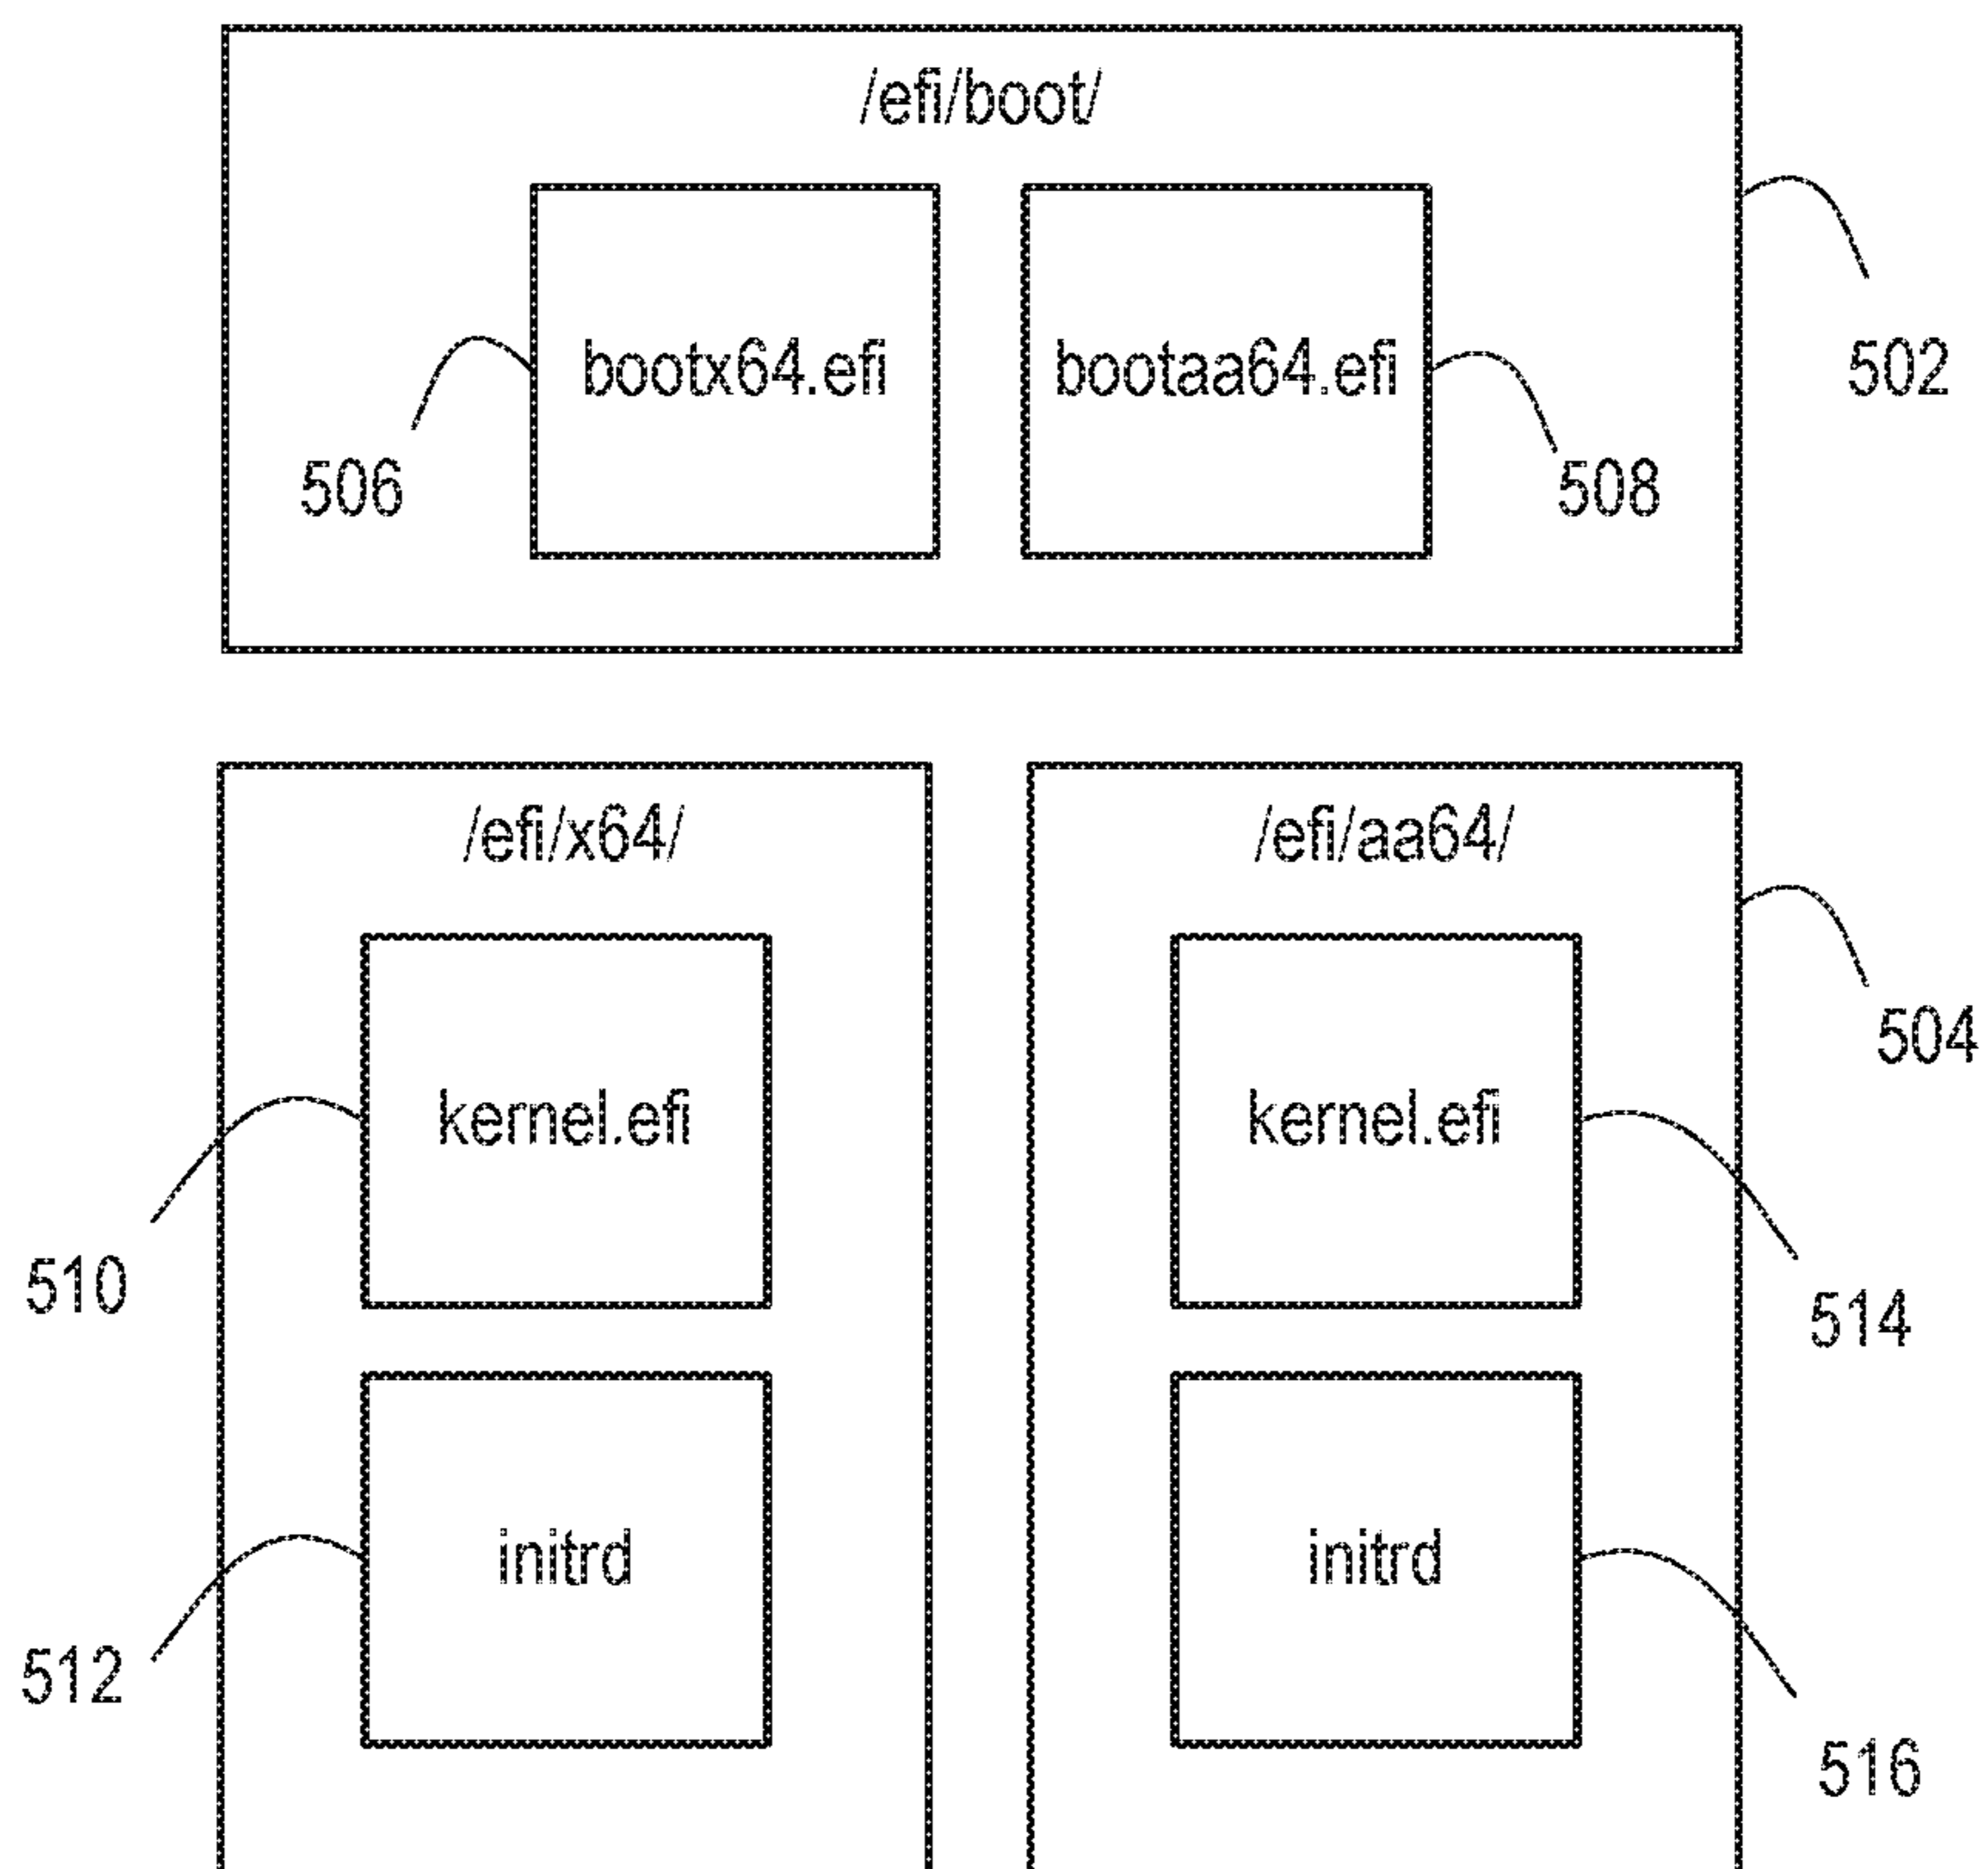 /efi/boot/
bootx64.efi
bootaa64.efi
502
506
508
/efi/x64/
/efi/aa64/
504
kernel.efi
kernel.efi
510
514
initrd
initrd
512
516